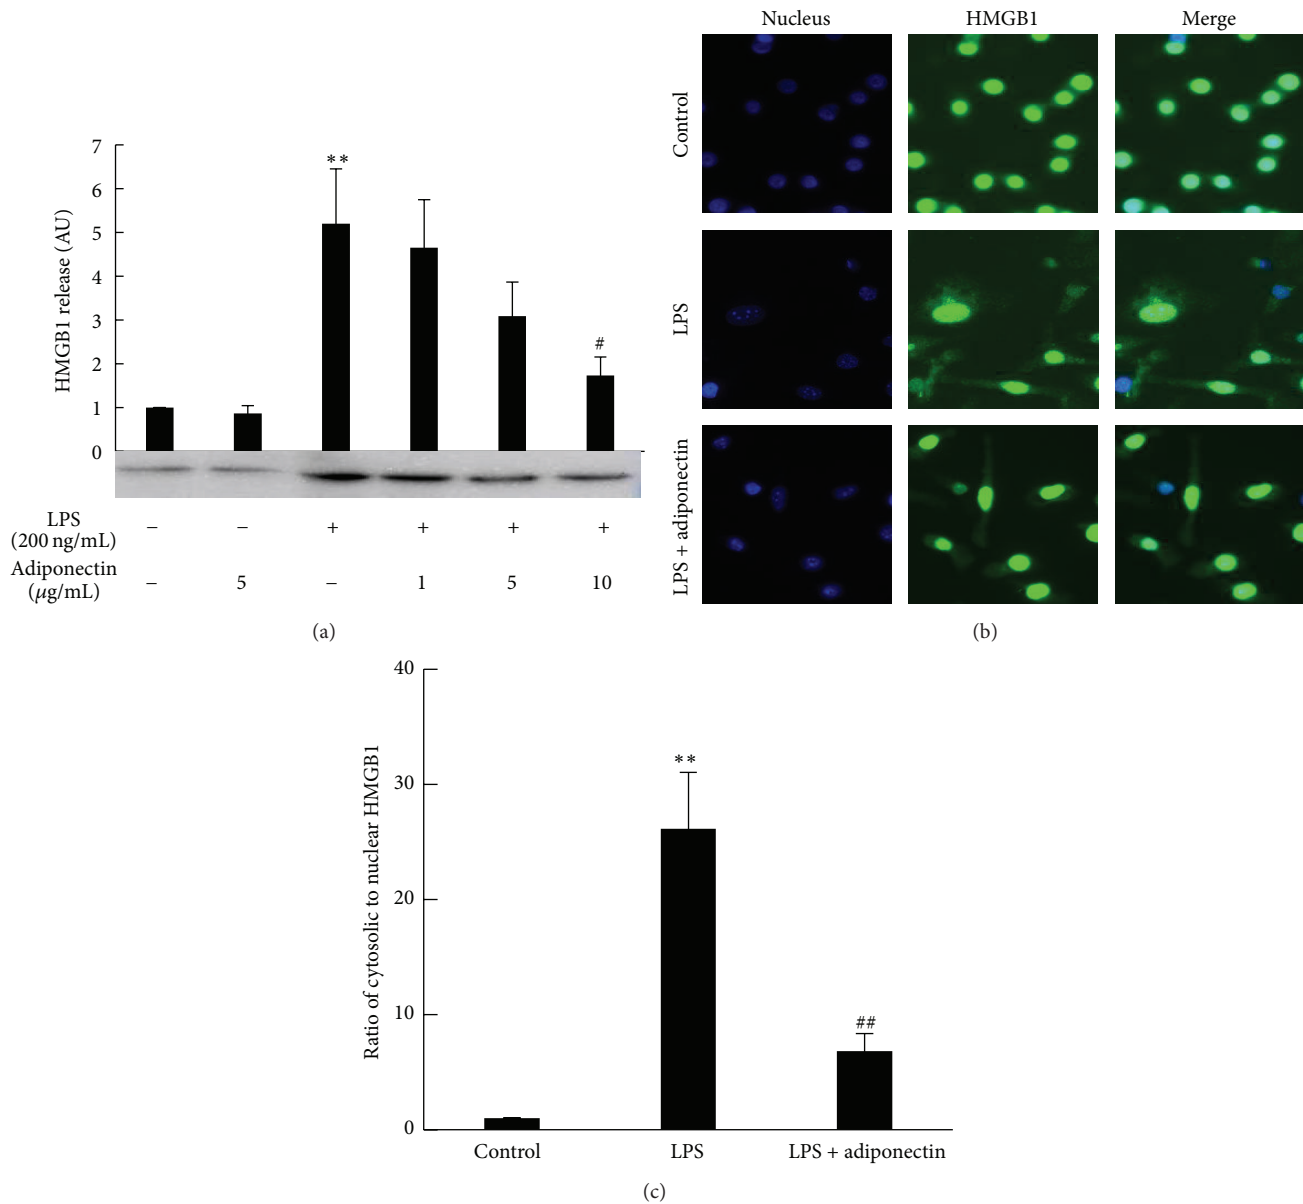 7
6
5
4
3
2
1
0
HMGB1 release (AU)
**
#
LPS
(200 ng/mL)
− − + + + +
Adiponectin
(μg/mL)
− 5 − 1 5 10
(a)
Nucleus HMGB1 Merge
Control
LPS
LPS + adiponectin
(b)
40
30
20
10
0
Ratio of cytosolic to nuclear HMGB1
**
##
Control LPS LPS + adiponectin
(c)